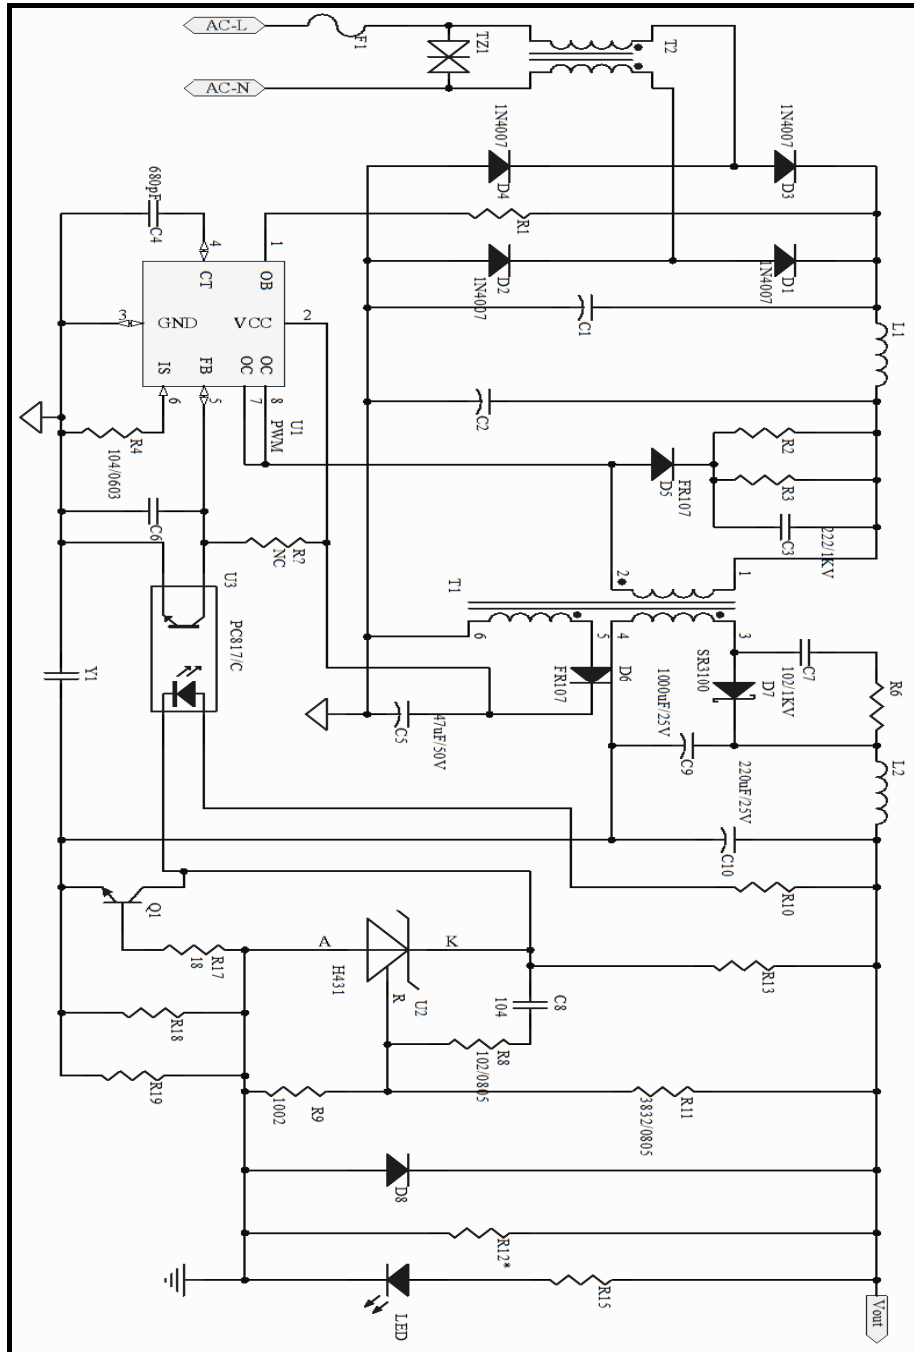 AC-L
F1
TZ1
T2
AC-N
1N4007
D4
1N4007
D3
680pF
C4
4
1
R1
CT
OB
1N4007
D2
1N4007
D1
3
GND
VCC
2
C1
L1
IS
FB
OC
OC
6
5
7
8
U1
PWM
C2
R4
104/0603
R2
D5
FR107
R3
C6
R?
NC
C3
222/1KV
U3
PC817/C
T1
2
1
6
5
4
3
Y1
FR107
D6
SR3100
D7
C7
102/1KV
R6
1000uF/25V
C5
47uF/50V
C9
L2
220uF/25V
C10
Q1
R10
A
K
R17
18
H431
R
U2
R13
C8
104
R18
R8
102/0805
R19
R9
1002
R11
3832/0805
D8
R12*
R15
LED
Vout